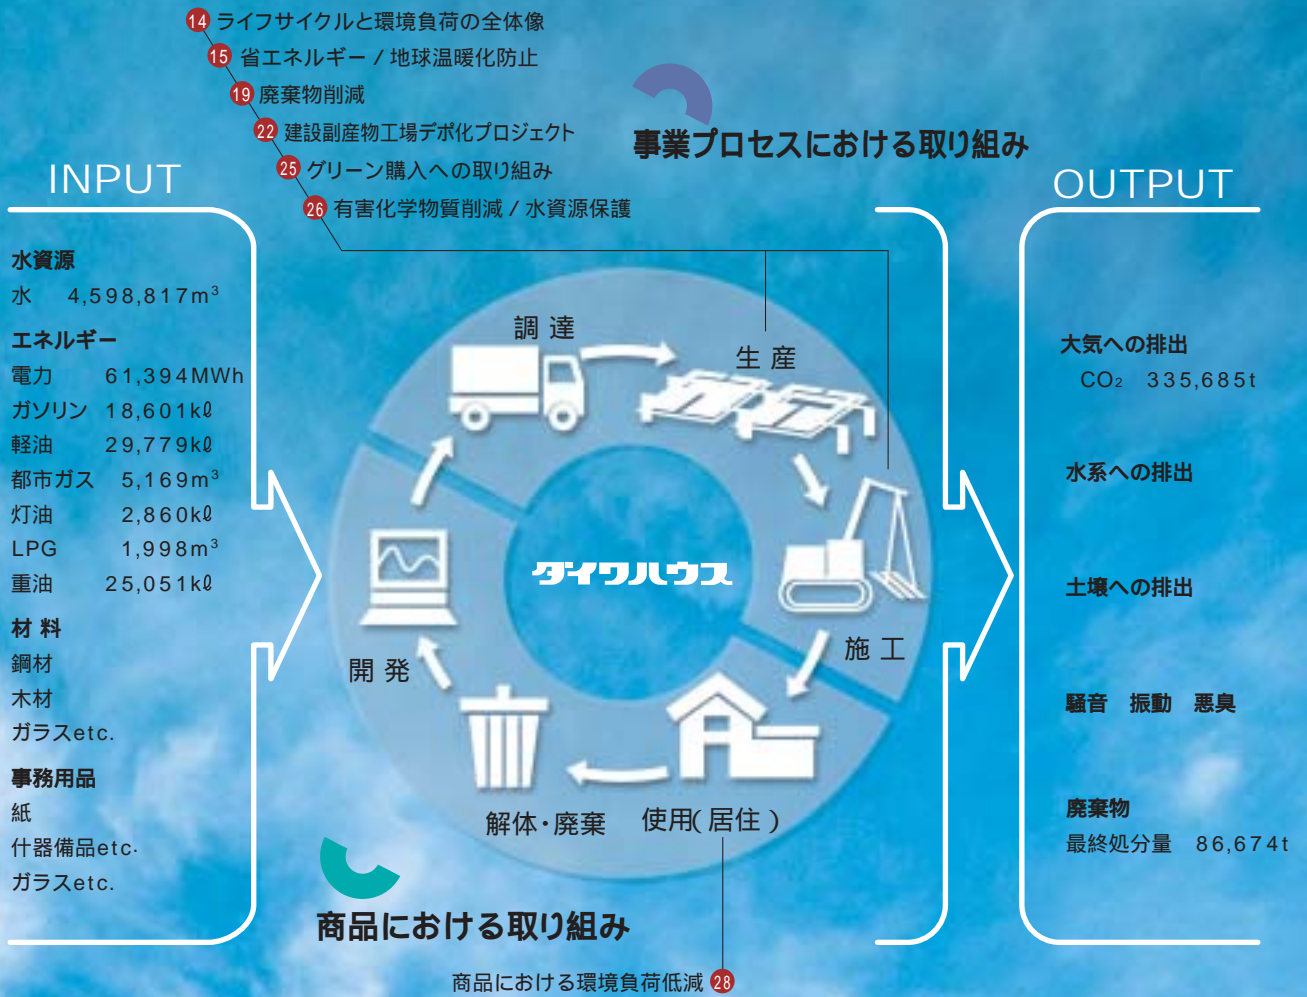 14 ライフサイクルと環境負荷の全体像
15 省エネルギー / 地球温暖化防止
19 廃棄物削減
22 建設副産物工場デポ化プロジェクト
25 グリーン購入への取り組み
26 有害化学物質削減 / 水資源保護
事業プロセスにおける取り組み
INPUT
水資源
水 4,598,817m³
エネルギー
電力 61,394MWh
ガソリン 18,601kℓ
軽油 29,779kℓ
都市ガス 5,169m³
灯油 2,860kℓ
LPG 1,998m³
重油 25,051kℓ
材 料
鋼材
木材
ガラスetc.
事務用品
紙
什器備品etc.
ガラスetc.
調 達
生 産
施 工
使用( 居住 )
解体・廃棄
開 発
ダイワハウス
OUTPUT
大気への排出
CO₂ 335,685t
水系への排出
土壌への排出
騒音 振動 悪臭
廃棄物
最終処分量 86,674t
商品における取り組み
商品における環境負荷低減 28